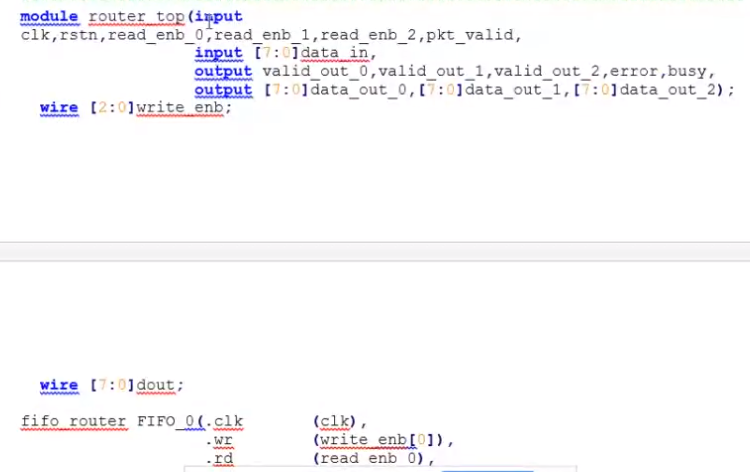 module router_top(input
clk,rstn,read_enb_0,read_enb_1,read_enb_2,pkt_valid,
input [7:0]data_in,
output valid_out_0,valid_out_1,valid_out_2,error,busy,
output [7:0]data_out_0,[7:0]data_out_1,[7:0]data_out_2);
wire [2:0]write_enb;
wire [7:0]dout;
fifo_router FIFO_0(.clk (clk),
.wr (write_enb[0]),
.rd (read_enb_0),